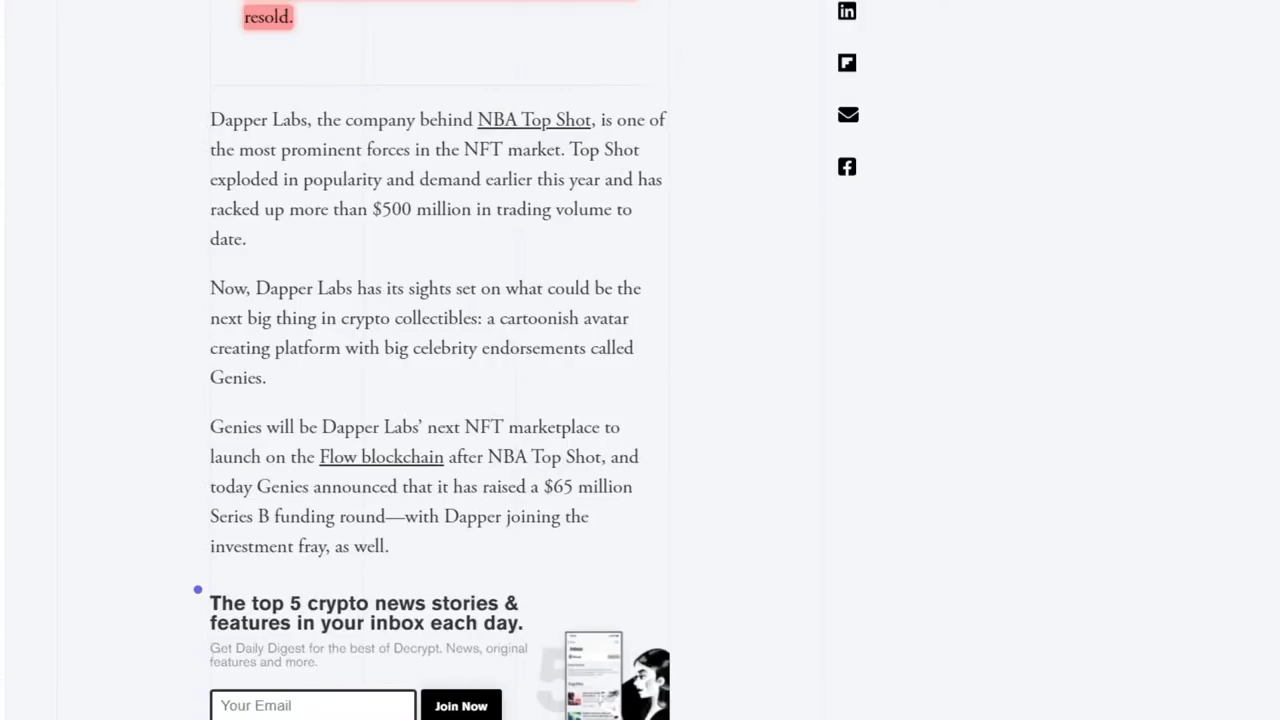 resold.
Dapper Labs, the company behind NBA Top Shot, is one of
the most prominent forces in the NFT market. Top Shot
exploded in popularity and demand earlier this year and has
racked up more than $500 million in trading volume to
date.
Now, Dapper Labs has its sights set on what could be the
next big thing in crypto collectibles: a cartoonish avatar
creating platform with big celebrity endorsements called
Genies.
Genies will be Dapper Labs’ next NFT marketplace to
launch on the Flow blockchain after NBA Top Shot, and
today Genies announced that it has raised a $65 million
Series B funding round—with Dapper joining the
investment fray, as well.
The top 5 crypto news stories &
features in your inbox each day.
Get Daily Digest for the best of Decrypt. News, original
features and more.
Your Email
Join Now
5